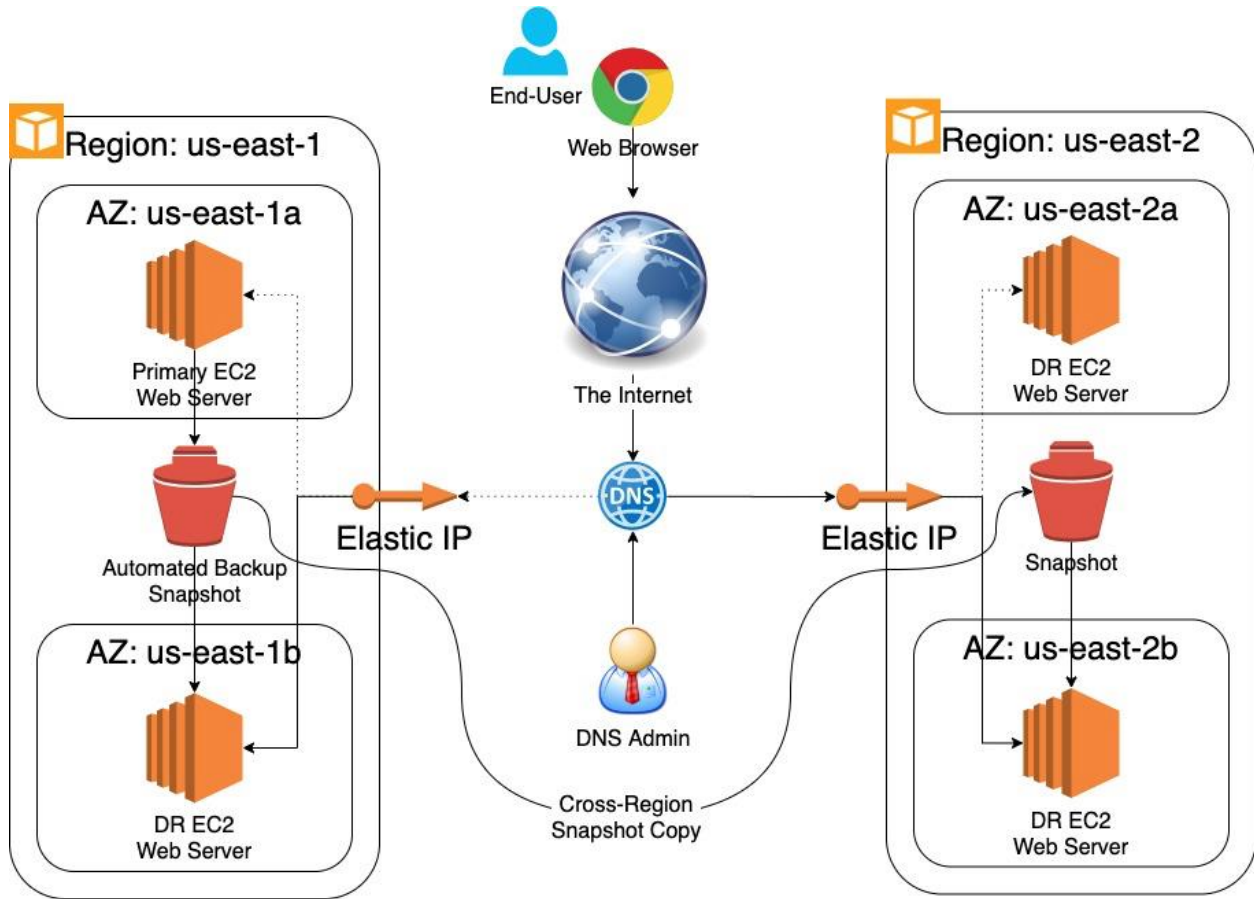 End-User
Web Browser
Region: us-east-1
Region: us-east-2
AZ: us-east-1a
AZ: us-east-2a
Primary EC2
Web Server
The Internet
DR EC2
Web Server
DNS
Elastic IP
Elastic IP
Automated Backup
Snapshot
Snapshot
AZ: us-east-1b
AZ: us-east-2b
DNS Admin
Cross-Region
Snapshot Copy
DR EC2
Web Server
DR EC2
Web Server